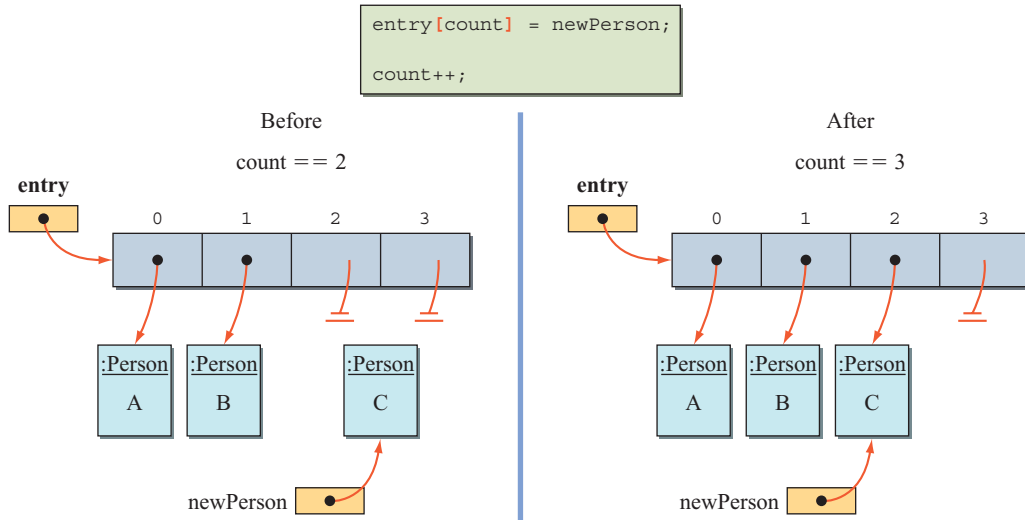 entry[count] = newPerson;
count++;
Before
count == 2
entry
0 1 2 3
:Person
A
:Person
B
:Person
C
newPerson
After
count == 3
entry
0 1 2 3
:Person
A
:Person
B
:Person
C
newPerson